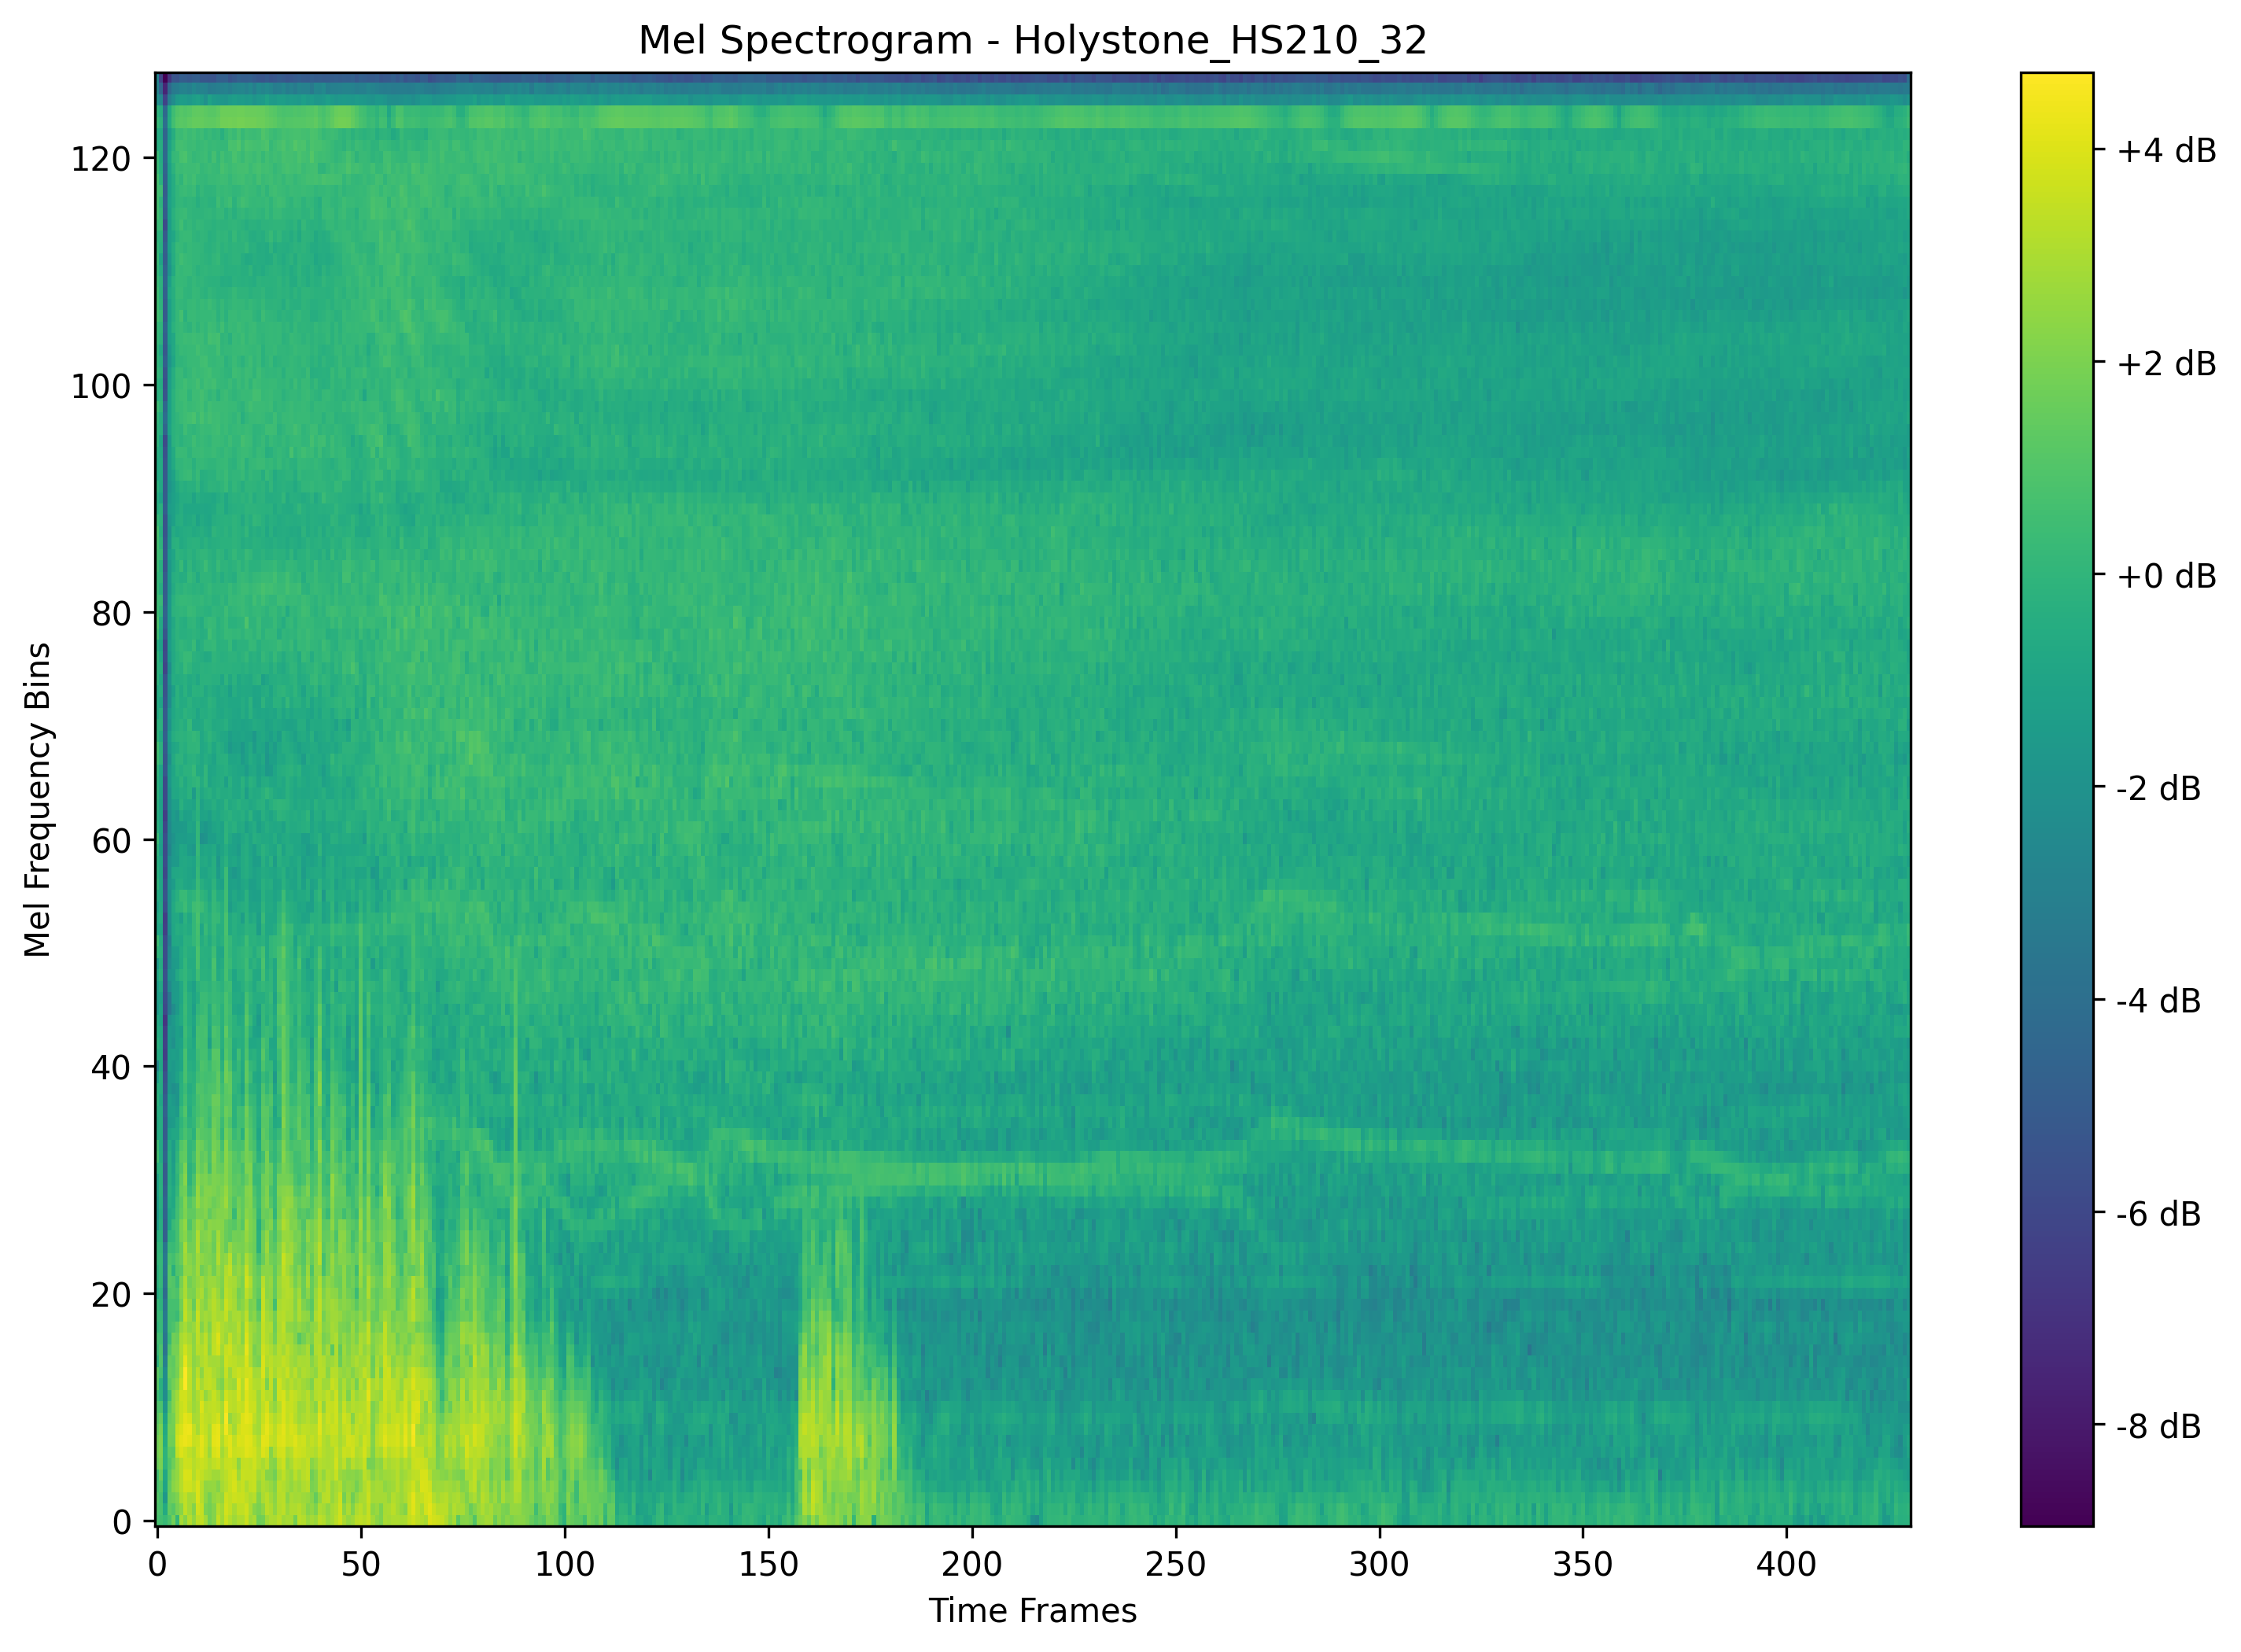 Mel Spectrogram - Holystone_HS210_32
Mel Frequency Bins
120
100
80
60
40
20
0
0 50 100 150 200 250 300 350 400
Time Frames
+4 dB
+2 dB
+0 dB
-2 dB
-4 dB
-6 dB
-8 dB